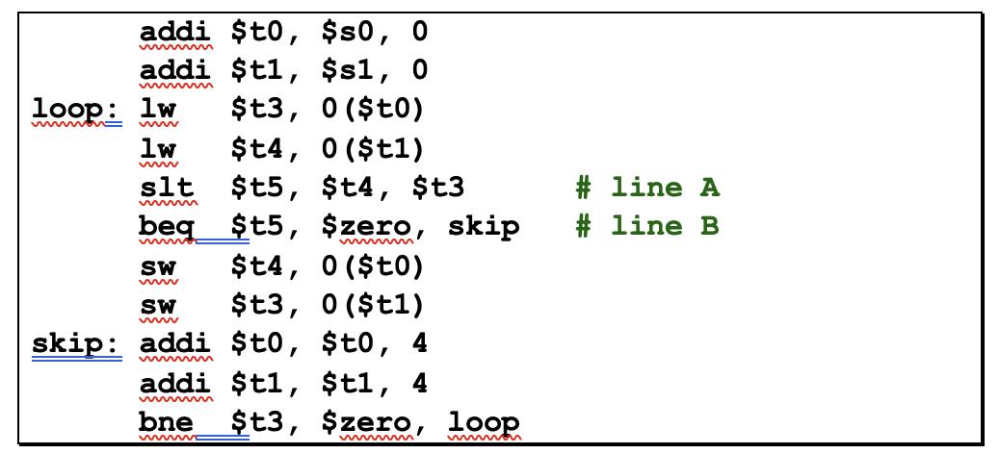 addi $t0, $s0, 0
addi $t1, $s1, 0
loop: lw $t3, 0($t0)
lw $t4, 0($t1)
slt $t5, $t4, $t3 # line A
beq $t5, $zero, skip # line B
sw $t4, 0($t0)
sw $t3, 0($t1)
skip: addi $t0, $t0, 4
addi $t1, $t1, 4
bne $t3, $zero, loop